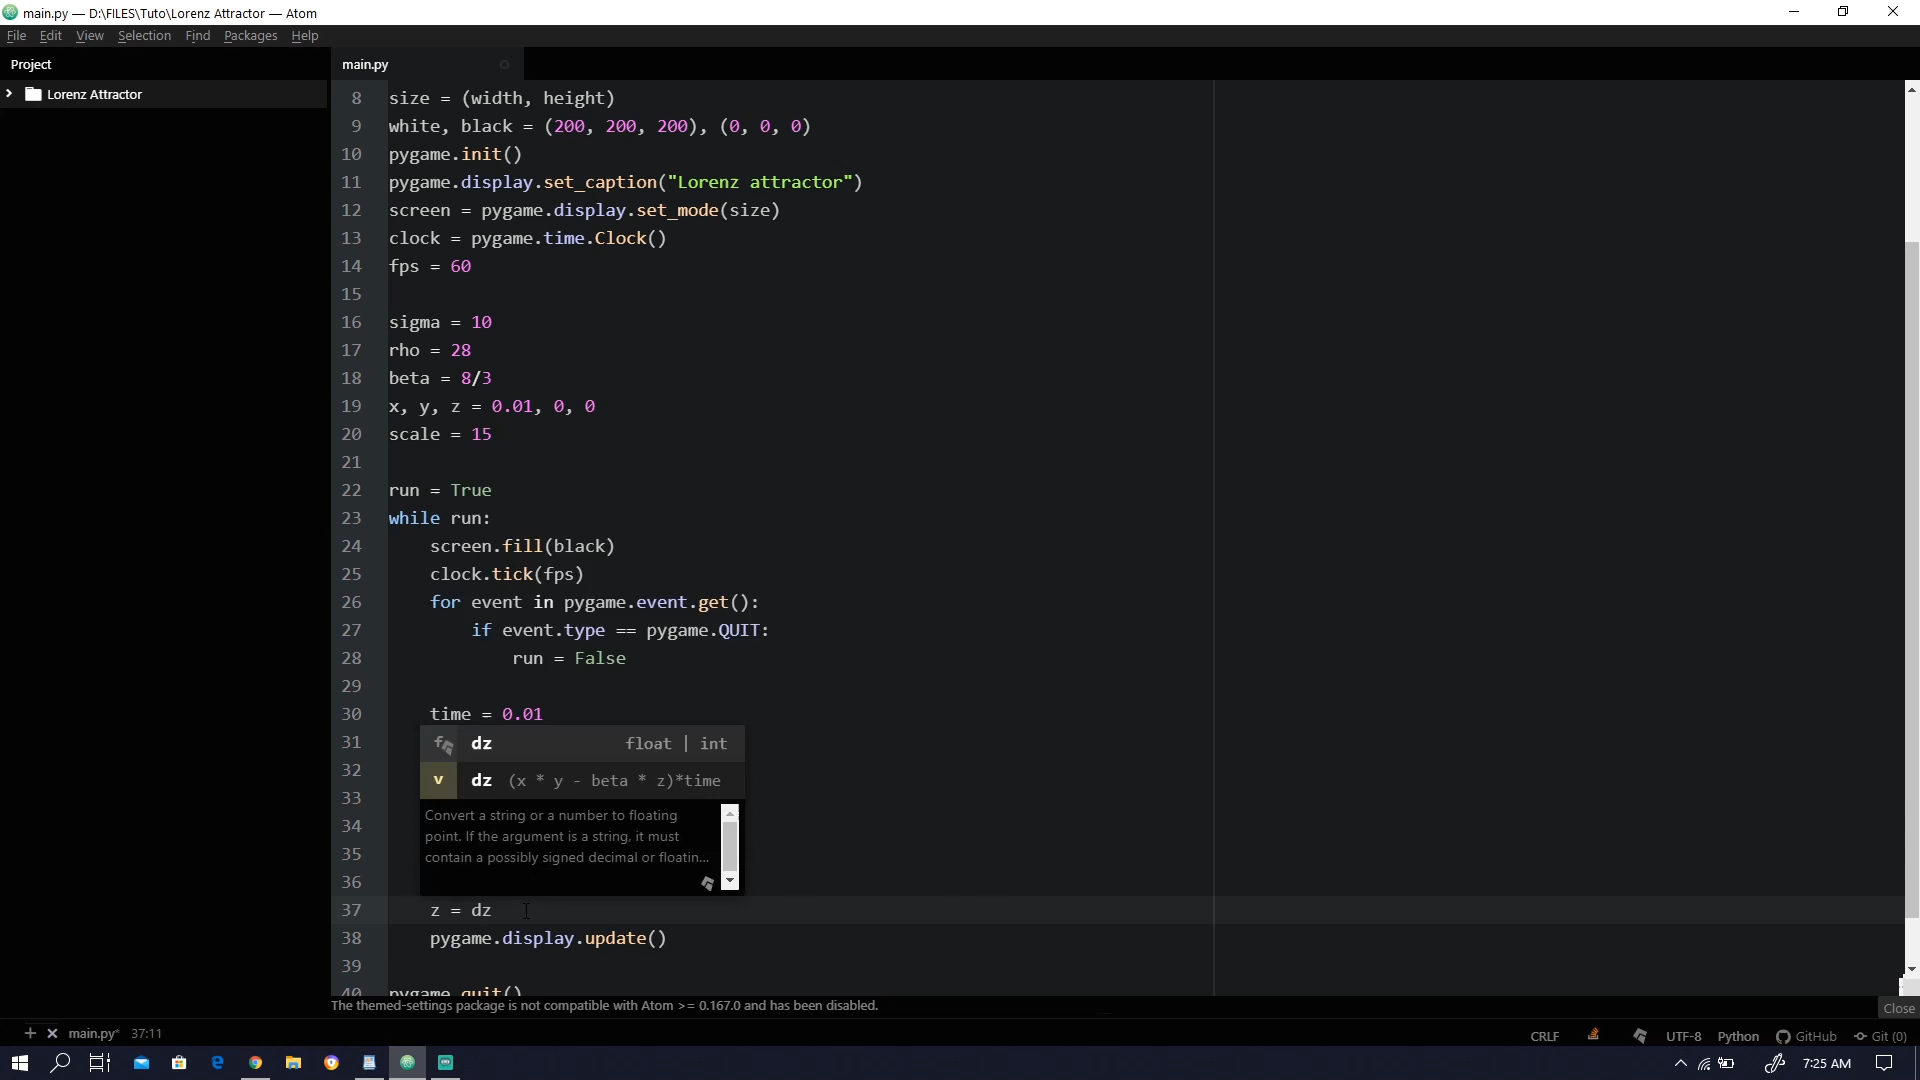 main.py — D:\FILES\Tuto\Lorenz Attractor — Atom
File Edit View Selection Find Packages Help
Project
main.py
Lorenz Attractor
8 size = (width, height)
9 white, black = (200, 200, 200), (0, 0, 0)
10 pygame.init()
11 pygame.display.set_caption("Lorenz attractor")
12 screen = pygame.display.set_mode(size)
13 clock = pygame.time.Clock()
14 fps = 60
15
16 sigma = 10
17 rho = 28
18 beta = 8/3
19 x, y, z = 0.01, 0, 0
20 scale = 15
21
22 run = True
23 while run:
24 screen.fill(black)
25 clock.tick(fps)
26 for event in pygame.event.get():
27 if event.type == pygame.QUIT:
28 run = False
29
30 time = 0.01
31 dz float | int
32 v dz (x * y - beta * z)*time
33 Convert a string or a number to floating
34 point. If the argument is a string, it must
35 contain a possibly signed decimal or floatin...
36
37 z = dz
38 pygame.display.update()
39
40 pygame.quit()
The themed-settings package is not compatible with Atom >= 0.167.0 and has been disabled.
Close
main.py* 37:11
CRLF UTF-8 Python GitHub Git (0)
7:25 AM